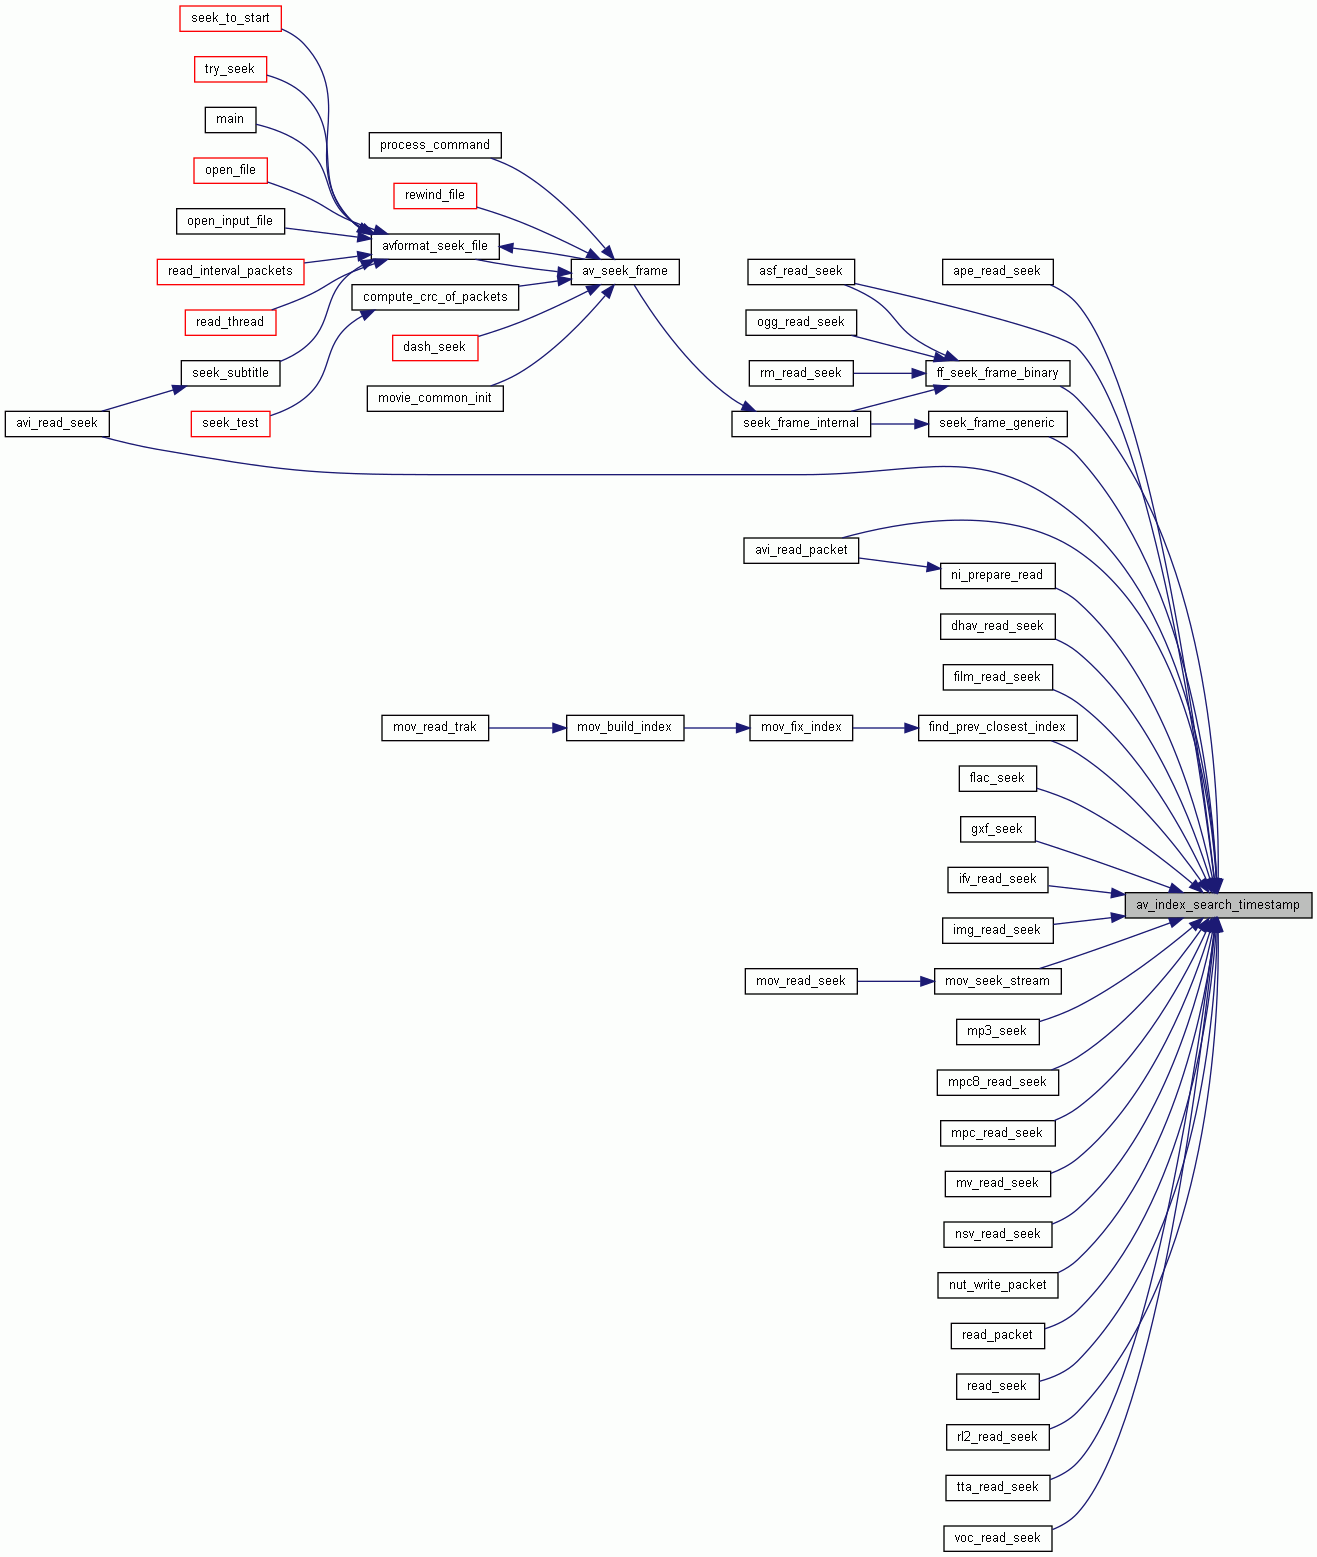 seek_to_start
try_seek
main
process_command
open_file
rewind_file
open_input_file
avformat_seek_file
read_interval_packets
av_seek_frame
asf_read_seek
ape_read_seek
compute_crc_of_packets
read_thread
ogg_read_seek
dash_seek
seek_subtitle
rm_read_seek
ff_seek_frame_binary
movie_common_init
avi_read_seek
seek_test
seek_frame_internal
seek_frame_generic
avi_read_packet
ni_prepare_read
dhav_read_seek
film_read_seek
mov_read_trak
mov_build_index
mov_fix_index
find_prev_closest_index
flac_seek
gxf_seek
ifv_read_seek
av_index_search_timestamp
img_read_seek
mov_read_seek
mov_seek_stream
mp3_seek
mpc8_read_seek
mpc_read_seek
mv_read_seek
nsv_read_seek
nut_write_packet
read_packet
read_seek
rl2_read_seek
tta_read_seek
voc_read_seek